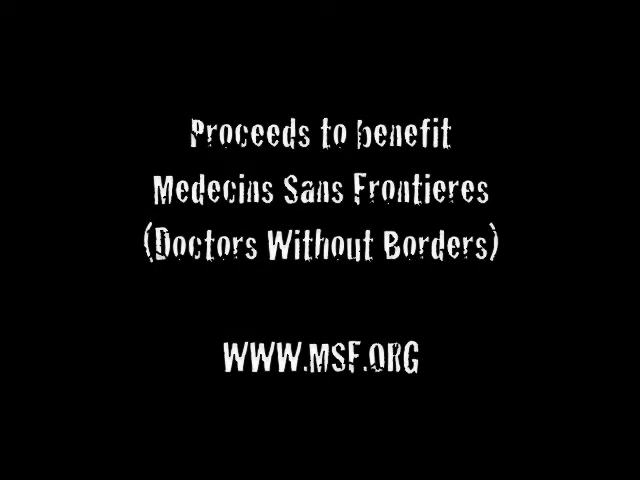 Proceeds to benefit
Medecins Sans Frontieres
(Doctors Without Borders)
WWW.MSF.ORG